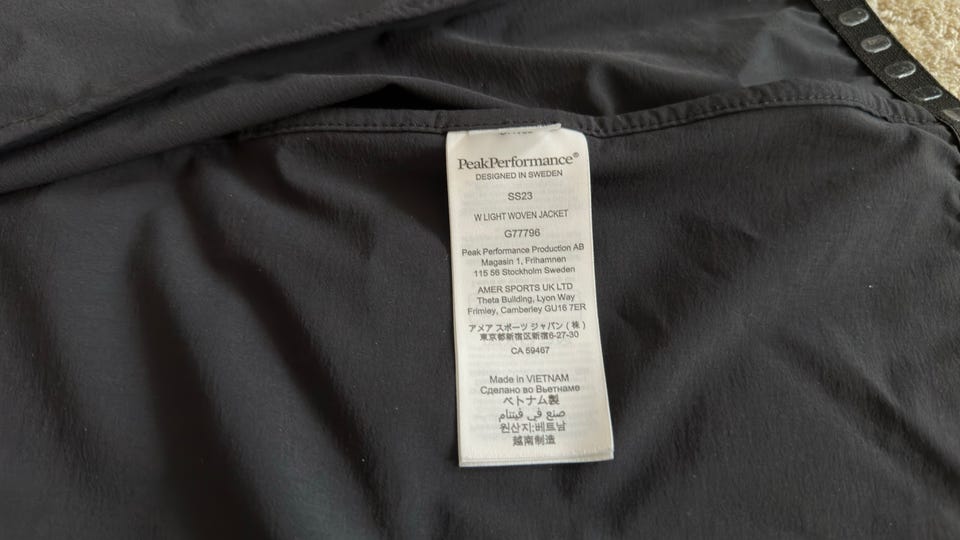 PeakPerformance®
DESIGNED IN SWEDEN
SS23
W LIGHT WOVEN JACKET
G77796
Peak Performance Production AB
Magasin 1, Frihamnen
115 56 Stockholm Sweden
AMER SPORTS UK LTD
Theta Building, Lyon Way
Frimley, Camberley GU16 7ER
アメア スポーツ ジャパン ( 株 )
東京都新宿区新宿6-27-30
CA 59467
Made in VIETNAM
Сделано во Вьетнаме
ベトナム製
صنع في فيتنام
원산지:베트남
越南制造